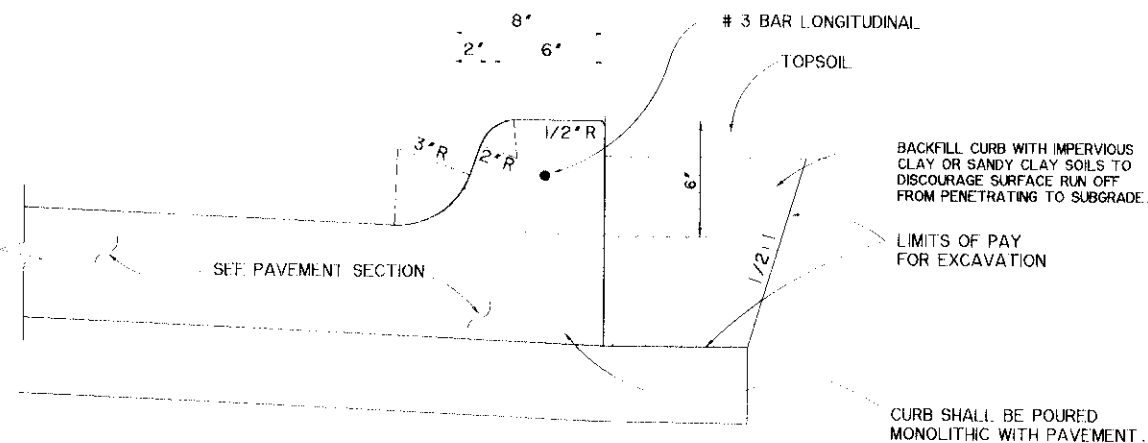 8"
2" 6"
# 3 BAR LONGITUDINAL
TOPSOIL
3"R
2"R
1/2"R
6"
BACKFILL CURB WITH IMPERVIOUS
CLAY OR SANDY CLAY SOILS TO
DISCOURAGE SURFACE RUN OFF
FROM PENETRATING TO SUBGRADE.
LIMITS OF PAY
FOR EXCAVATION
1/2:1
SEE PAVEMENT SECTION
CURB SHALL BE POURED
MONOLITHIC WITH PAVEMENT.